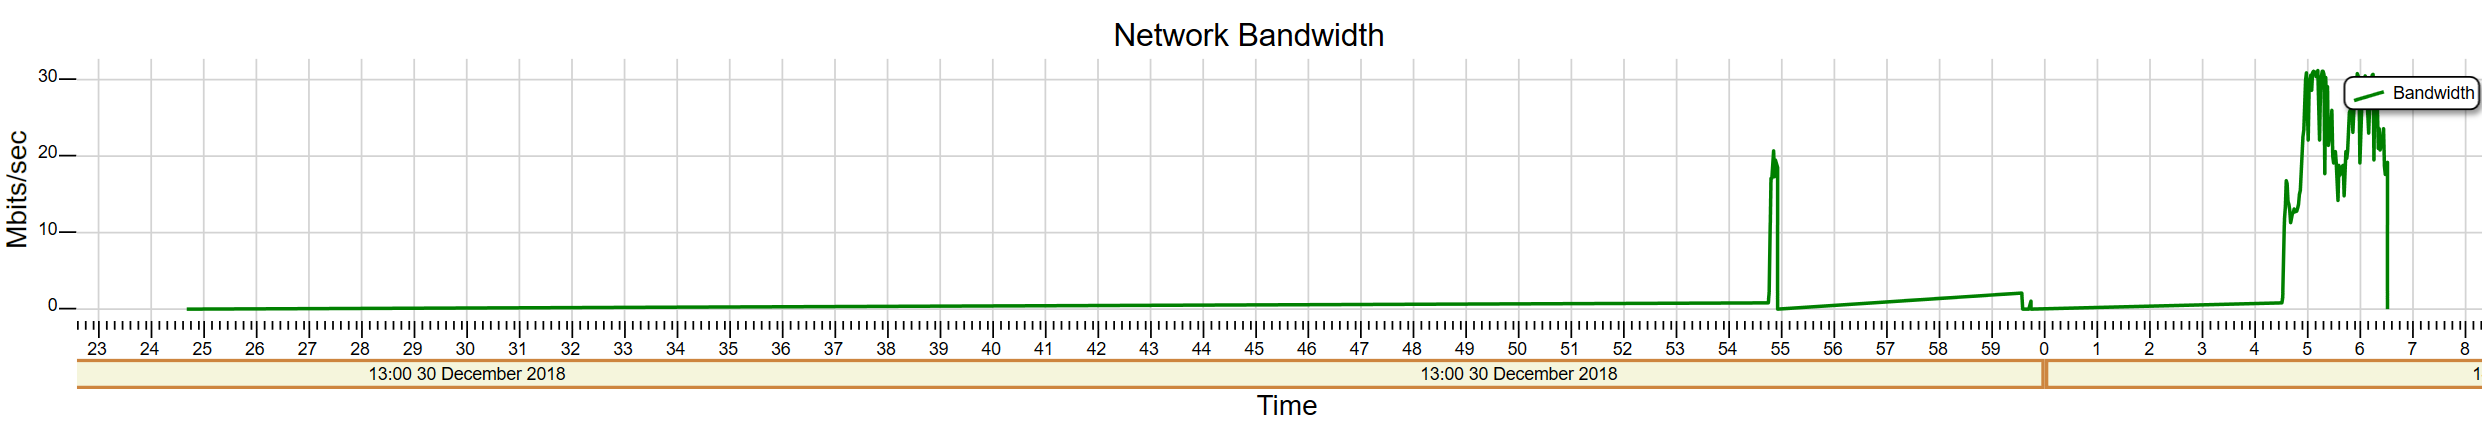 Network Bandwidth
30
20
10
0
Mbits/sec
Bandwidth
23 24 25 26 27 28 29 30 31 32 33 34 35 36 37 38 39 40 41 42 43 44 45 46 47 48 49 50 51 52 53 54 55 56 57 58 59 0 1 2 3 4 5 6 7 8
13:00 30 December 2018 13:00 30 December 2018 1
Time